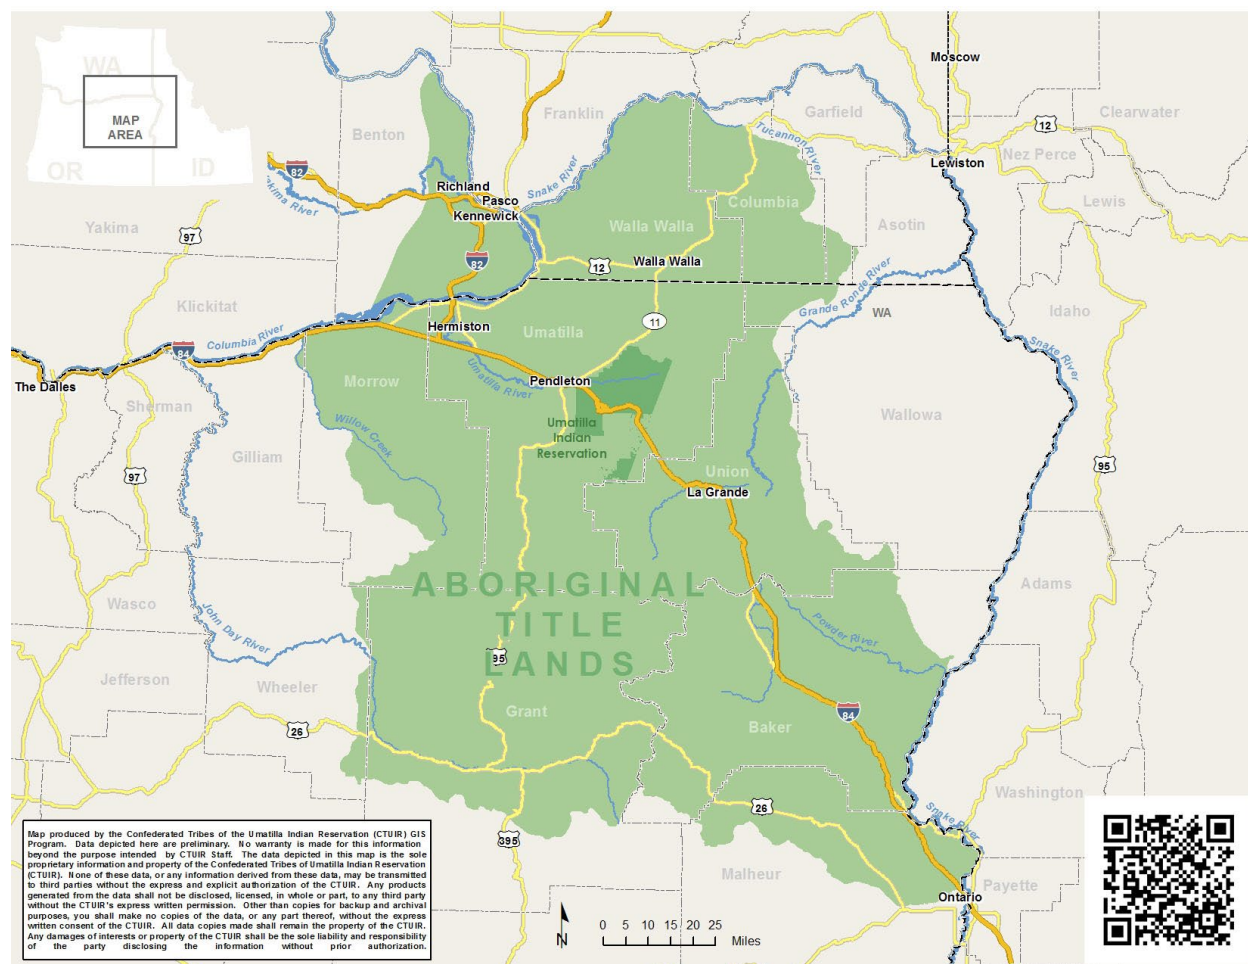 WA
MAP
AREA
OR
ID
Moscow
Franklin
Garfield
Clearwater
Benton
12
Tucannon River
Nez Perce
82
Lewiston
Richland
Snake River
Pasco
Kennewick
Yakima River
Lewis
Columbia
Yakima
97
Walla Walla
Asotin
82
12
Walla Walla
Grande Ronde River
Klickitat
WA
Idaho
Hermiston
Umatilla
11
Columbia River
84
Snake River
Umatilla River
Pendleton
The Dalles
Morrow
Sherman
Wallowa
Willow Creek
Umatilla
Indian
Reservation
Gilliam
97
Union
95
La Grande
ABORIGINAL
TITLE
LANDS
Adams
Wasco
John Day River
Powder River
95
Jefferson
Wheeler
Grant
84
26
Baker
Washington
26
Snake River
395
Malheur
Payette
Ontario
Map produced by the Confederated Tribes of the Umatilla Indian Reservation (CTUIR) GIS
Program. Data depicted here are preliminary. No warranty is made for this information
beyond the purpose intended by CTUIR Staff. The data depicted in this map is the sole
proprietary information and property of the Confederated Tribes of Umatilla Indian Reservation
(CTUIR). None of these data, or any information derived from these data, may be transmitted
to third parties without the express and explicit authorization of the CTUIR. Any products
generated from the data shall not be disclosed, licensed, in whole or part, to any third party
without the CTUIR's express written permission. Other than copies for backup and archival
purposes, you shall make no copies of the data, or any part thereof, without the express
written consent of the CTUIR. All data copies made shall remain the property of the CTUIR.
Any damages of interests or property of the CTUIR shall be the sole liability and responsibility
of the party disclosing the information without prior authorization.
N
0 5 10 15 20 25
Miles